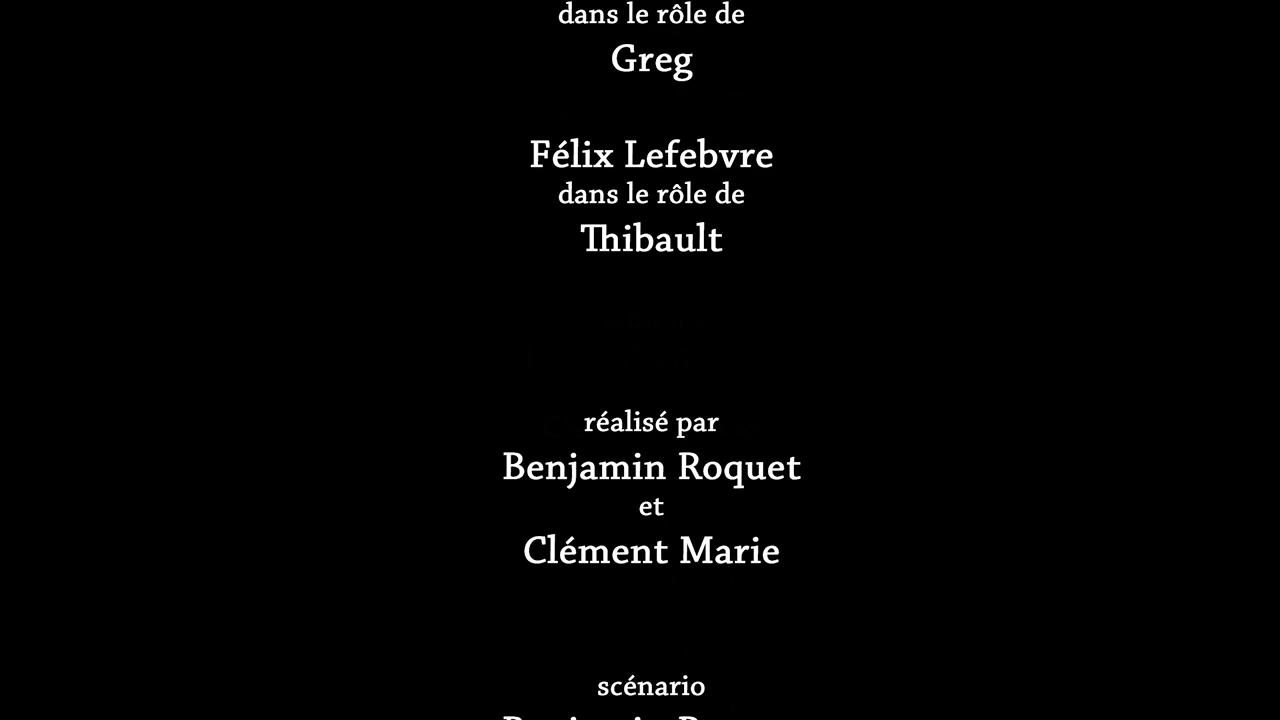 dans le rôle de
Greg
Félix Lefebvre
dans le rôle de
Thibault
réalisé par
Benjamin Roquet
et
Clément Marie
scénario